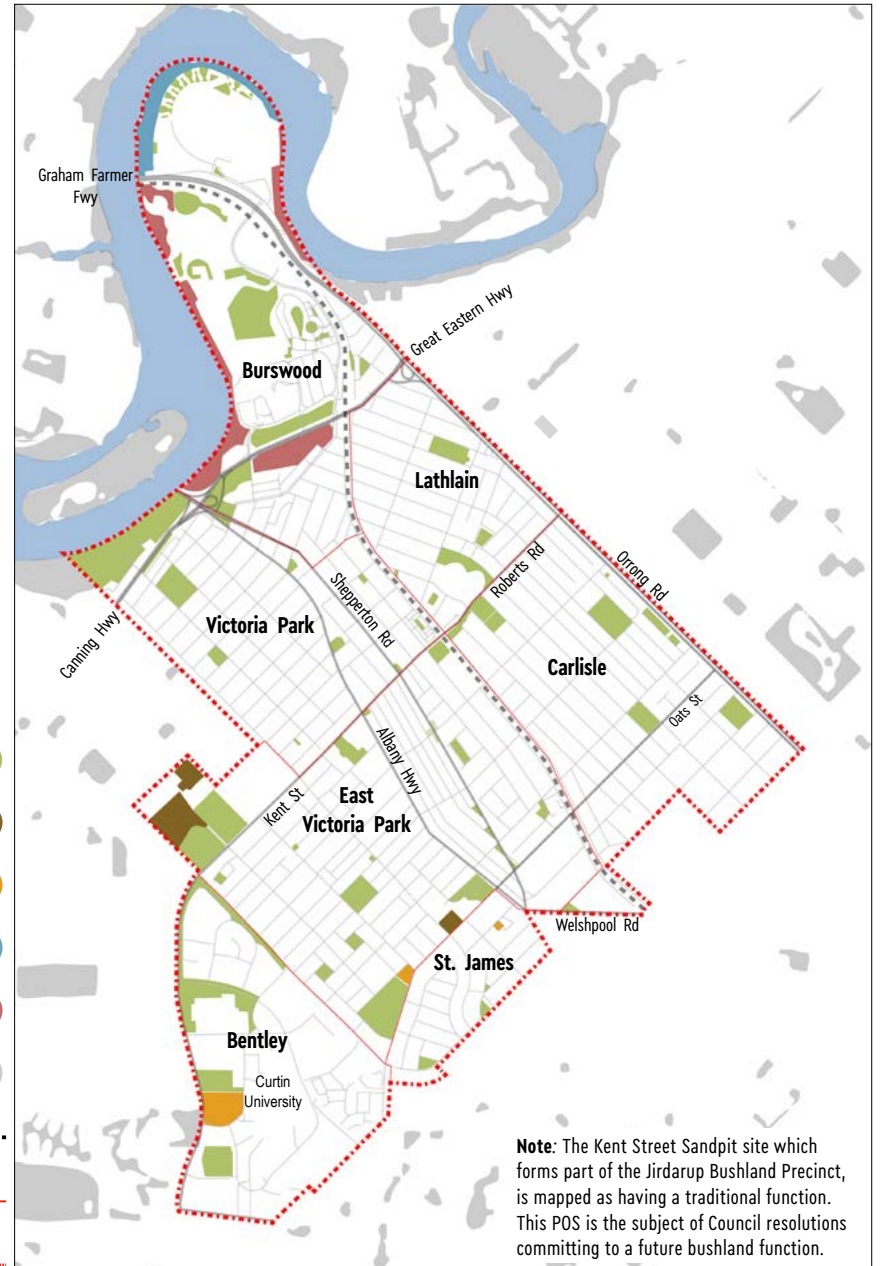 Graham Farmer
Fwy
Great Eastern Hwy
Burswood
Lathlain
Roberts Rd
Orrong Rd
Shepperton Rd
Victoria Park
Canning Hwy
Carlisle
Oats St
Albany Hwy
Kent St
East
Victoria Park
Welshpool Rd
St. James
Bentley
Curtin
University
Note: The Kent Street Sandpit site which
forms part of the Jirdarup Bushland Precinct,
is mapped as having a traditional function.
This POS is the subject of Council resolutions
committing to a future bushland function.